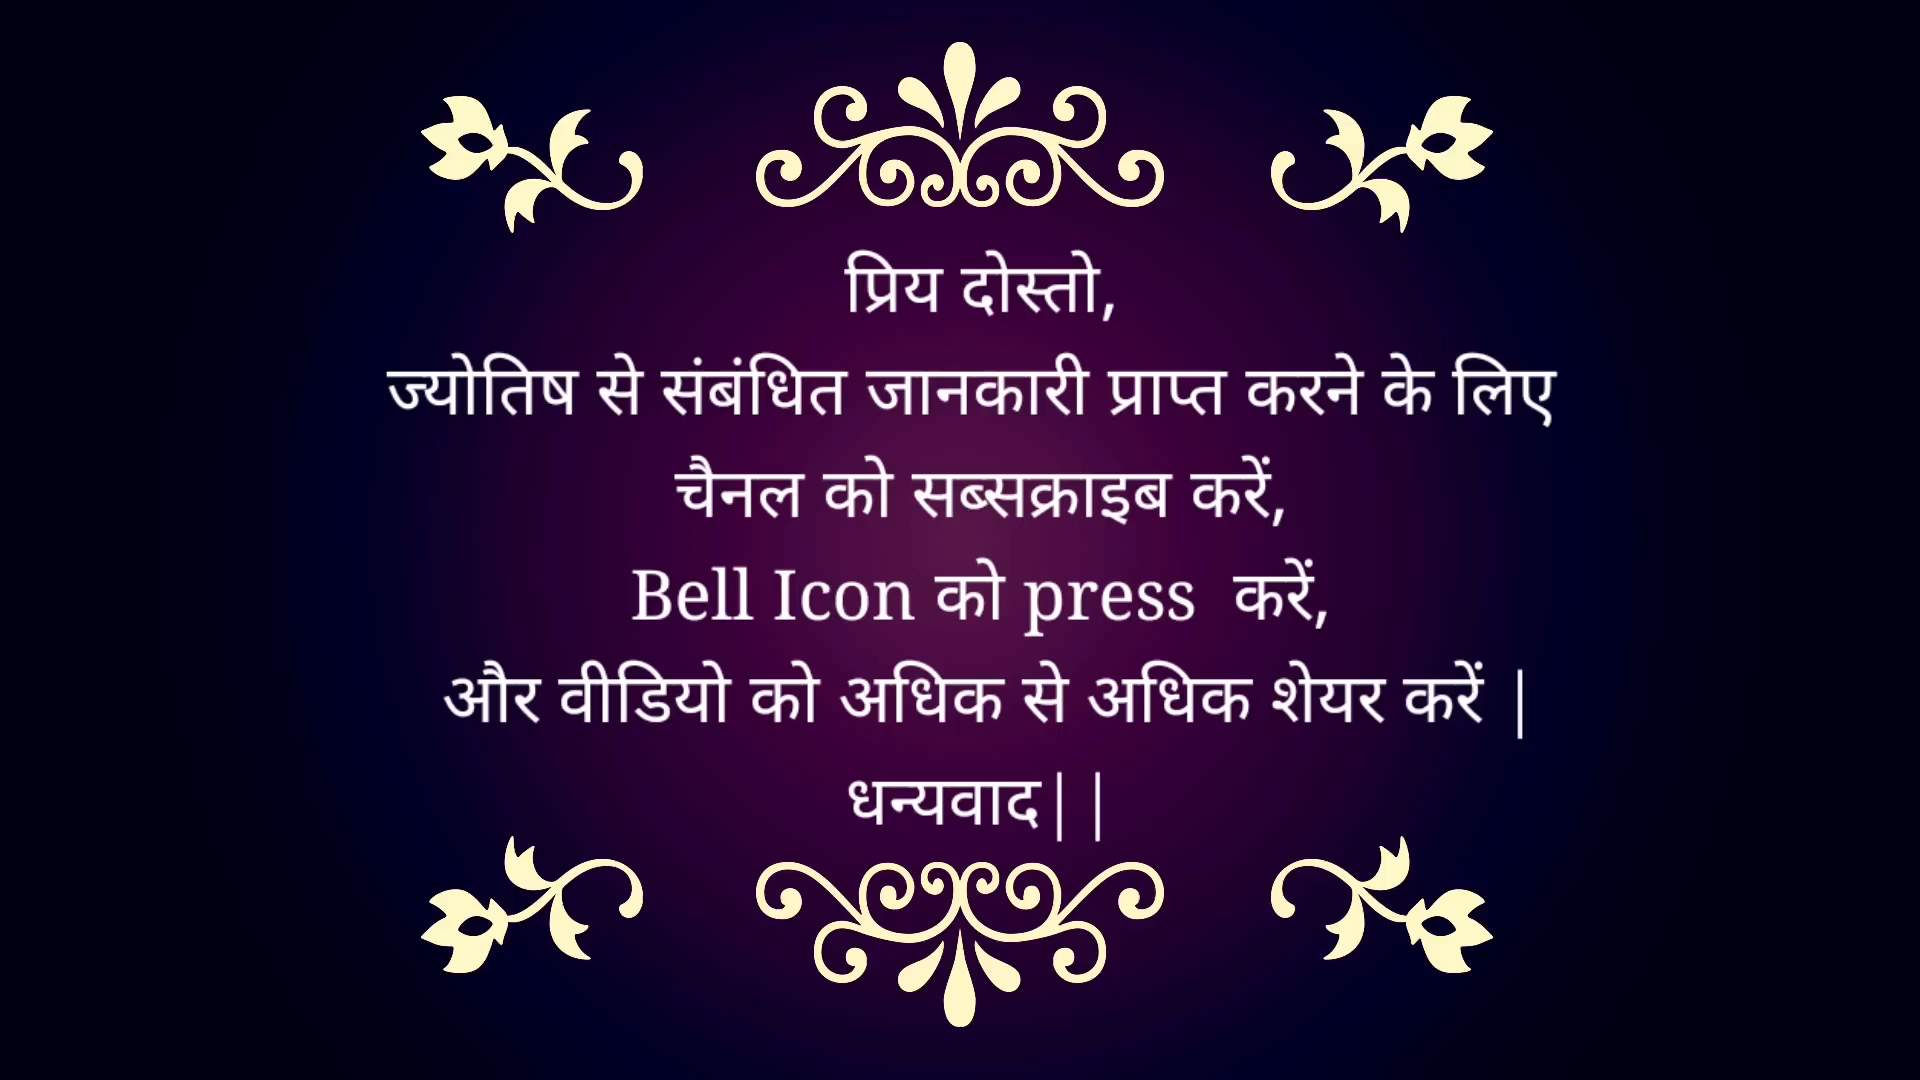 प्रिय दोस्तो,
ज्योतिष से संबंधित जानकारी प्राप्त करने के लिए
चैनल को सब्सक्राइब करें,
Bell Icon को press  करें,
और वीडियो को अधिक से अधिक शेयर करें |
धन्यवाद||